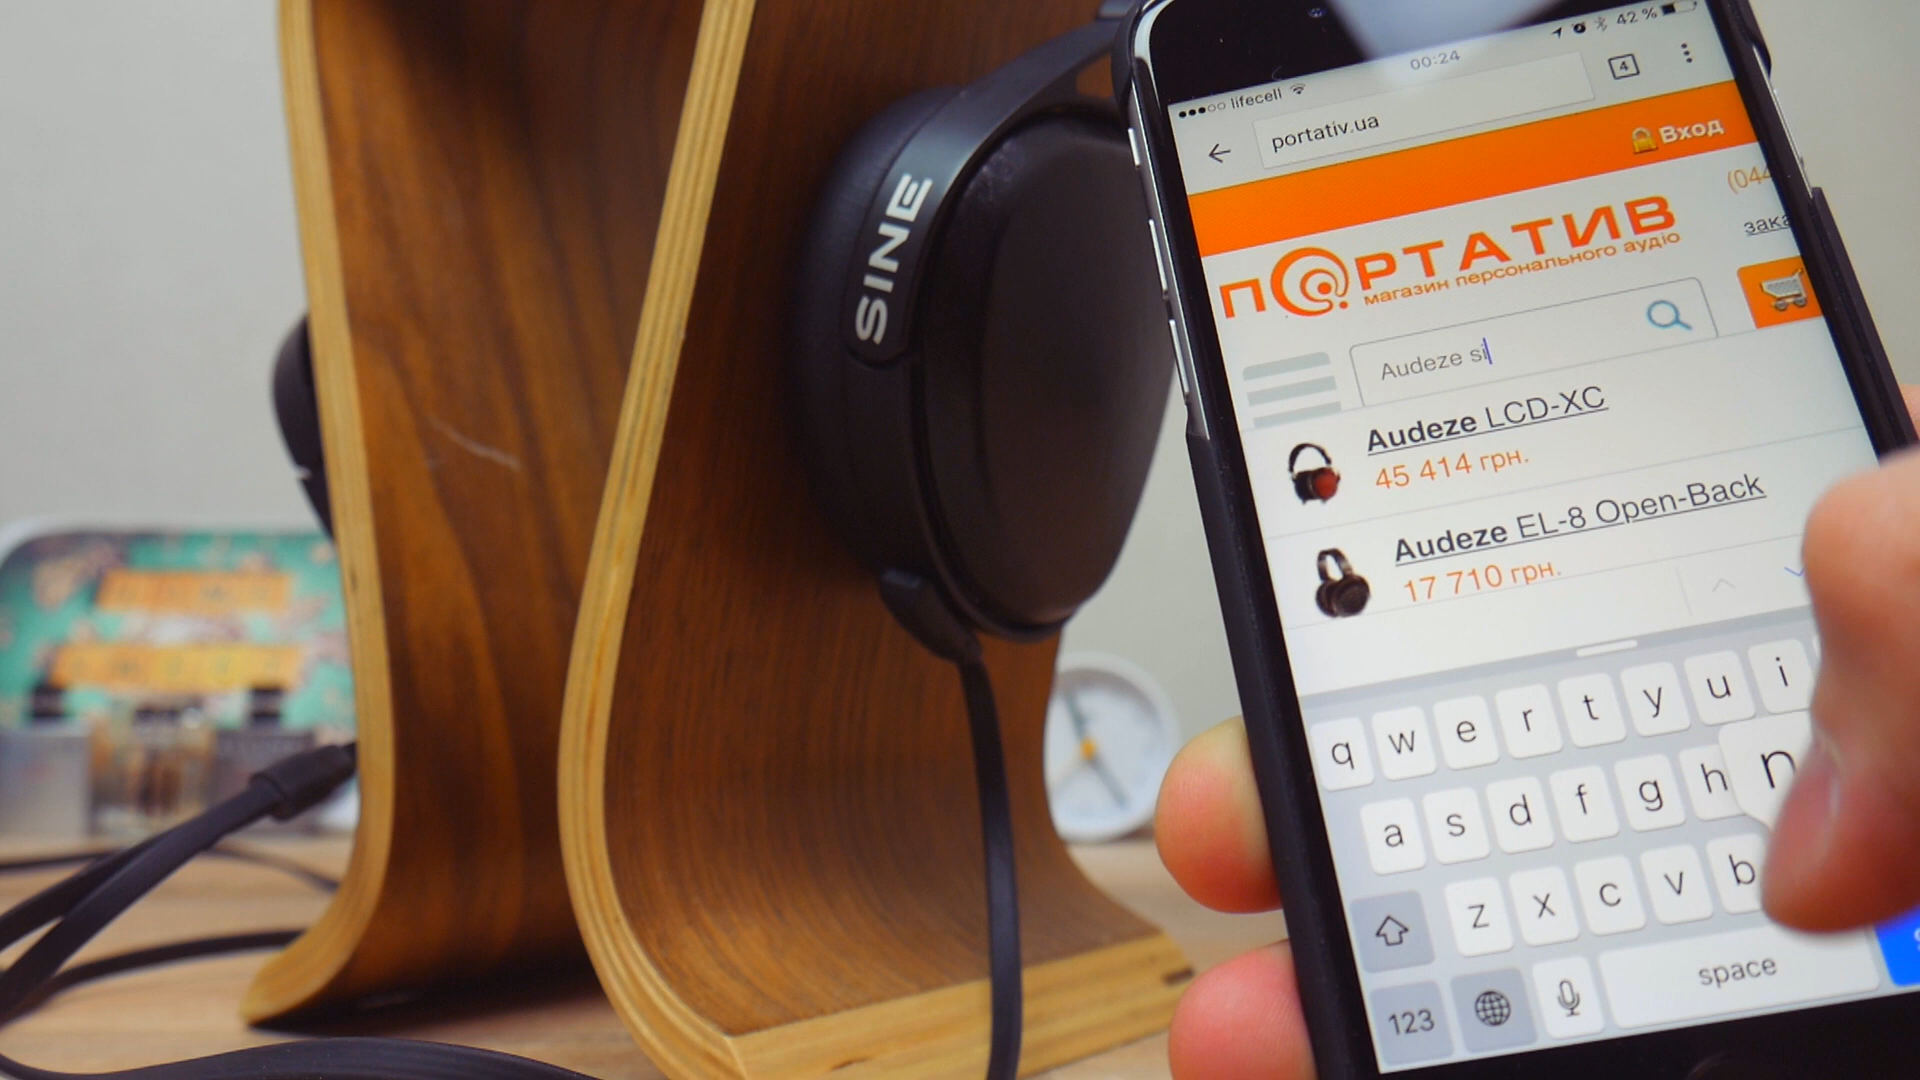 SINE
lifecell
00:24
42 %
portativ.ua
4
Вход
(044
ПОРТАТИВ
зака
магазин персонального аудіо
Audeze si
Audeze LCD-XC
45 414 грн.
Audeze EL-8 Open-Back
17 710 грн.
q w e r t y u i
a s d f g h n
z x c v b
123 space